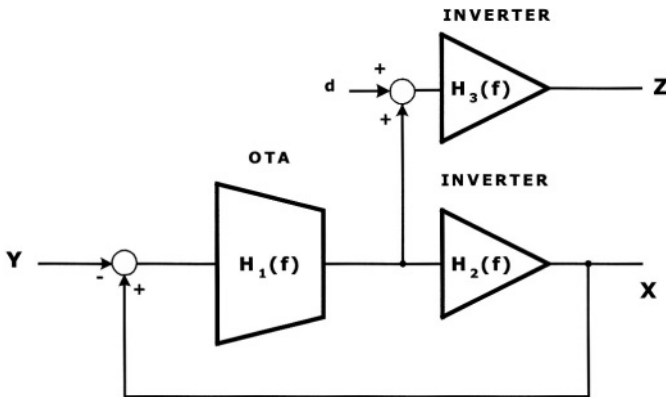 INVERTER
+
d
+
H3(f)
Z
OTA
INVERTER
Y
-
+
H1(f)
H2(f)
X